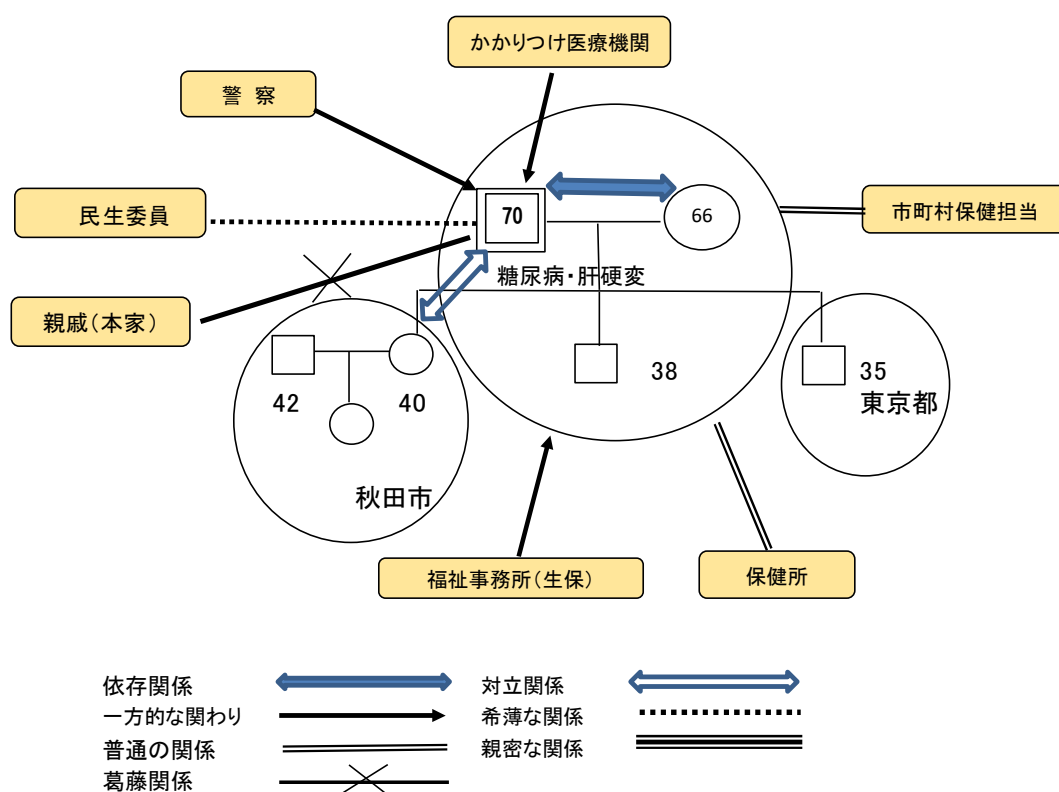 かかりつけ医療機関
警 察
民生委員
70
66
市町村保健担当
糖尿病・肝硬変
親戚(本家)
42
40
38
35
東京都
秋田市
福祉事務所(生保)
保健所
依存関係
対立関係
一方的な関わり
希薄な関係
普通の関係
親密な関係
葛藤関係